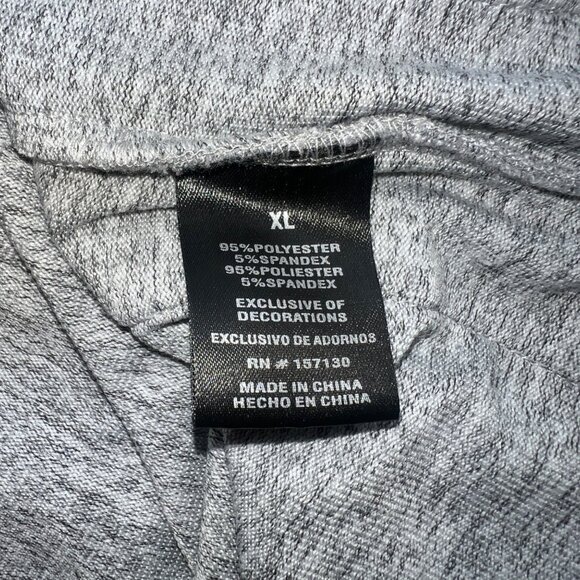 XL
95%POLYESTER
5%SPANDEX
95%POLIESTER
5%SPANDEX
EXCLUSIVE OF
DECORATIONS
EXCLUSIVO DE ADORNOS
RN # 157130
MADE IN CHINA
HECHO EN CHINA